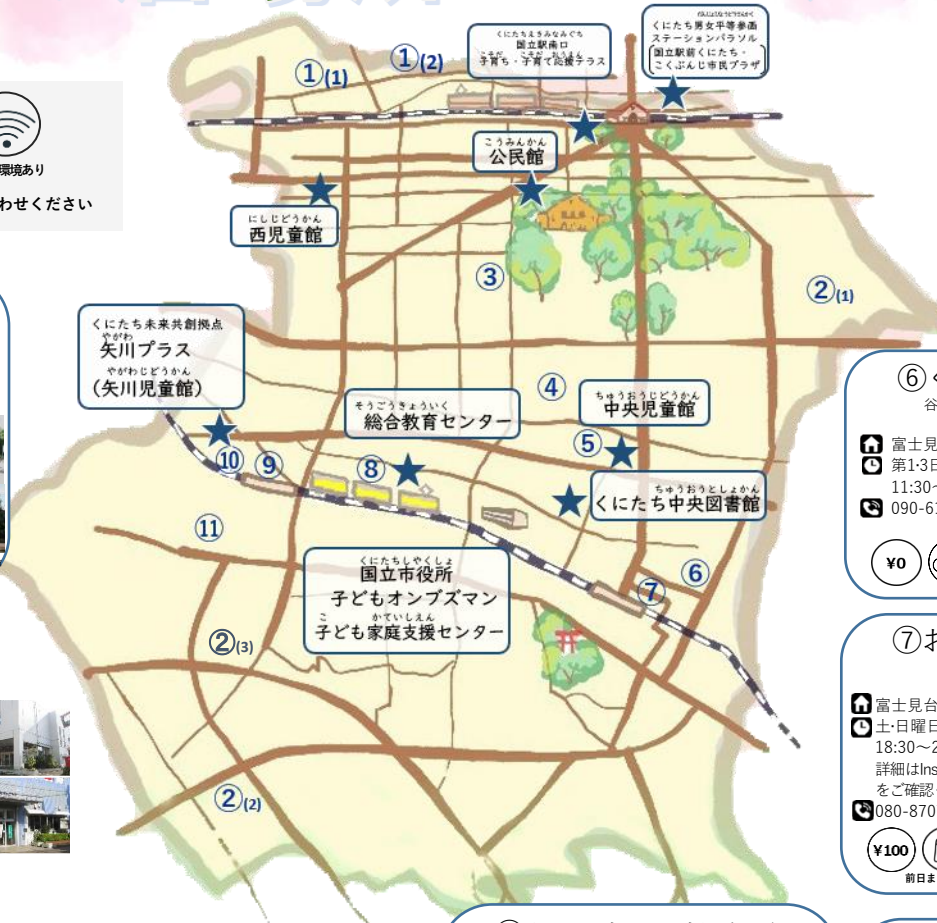 くにたちえきみなみぐち
国立駅南口
こそだ こそだ おうえん
子育ち・子育て応援テラス
くにたち男女平等参画
ステーションパラソル
国立駅前くにたち・
こくぶんじ市民プラザ
①(1)
①(2)
環境あり
わせください
こうみんかん
公民館
にしじどうかん
西児童館
③
②(1)
くにたち未来共創拠点
やがわ
矢川プラス
やがわじどうかん
(矢川児童館)
④
ちゅうおうじどうかん
中央児童館
そうごうきょういく
総合教育センター
⑤
⑩
⑨
⑧
ちゅうおうとしょかん
くにたち中央図書館
⑪
くにたちしやくしょ
国立市役所
子どもオンブズマン
こ かていしえん
子ども家庭支援センター
⑥
⑦
②(3)
②(2)
⑥く
谷
富士見
第1・3日
11:30~
090-61
¥0
⑦お
富士見台
土・日曜日
18:30~2
詳細はIns
をご確認
080-870
¥100
前日ま